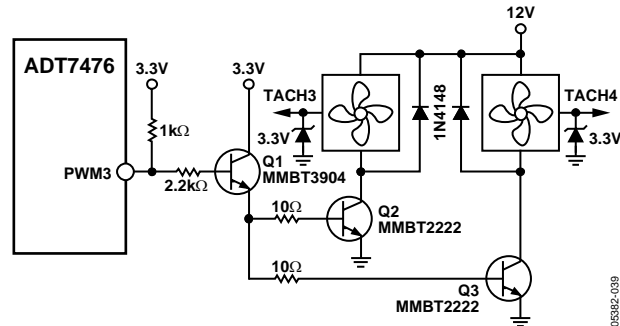 12V
ADT7476
3.3V
3.3V
TACH3
TACH4
1N4148
1kΩ
3.3V
3.3V
PWM3
Q1
MMBT3904
2.2kΩ
10Ω
Q2
MMBT2222
10Ω
Q3
MMBT2222
05382-039